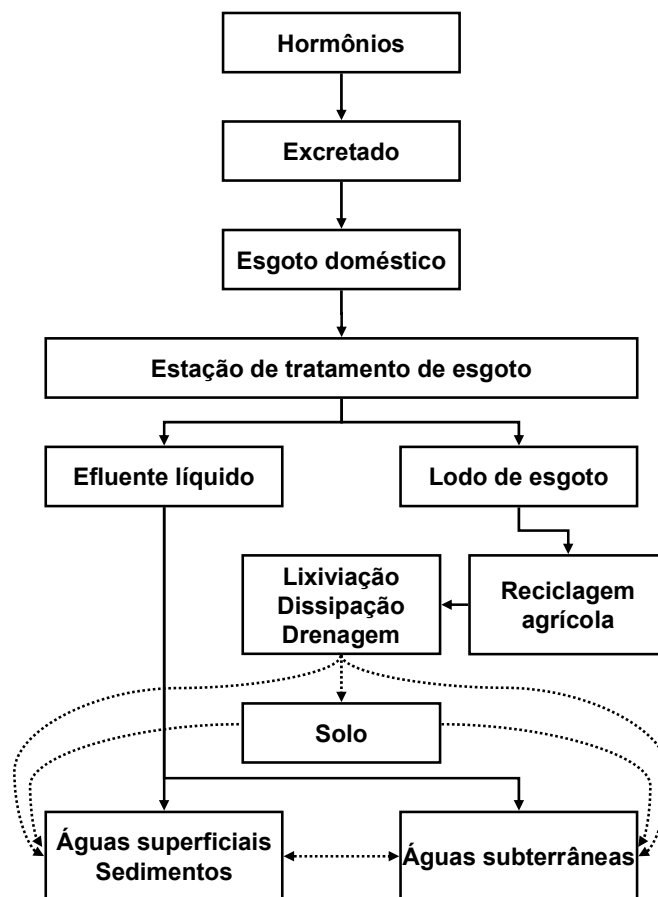 Hormônios
Excretado
Esgoto doméstico
Estação de tratamento de esgoto
Efluente líquido
Lodo de esgoto
Lixiviação
Dissipação
Drenagem
Reciclagem
agrícola
Solo
Águas superficiais
Sedimentos
Águas subterrâneas